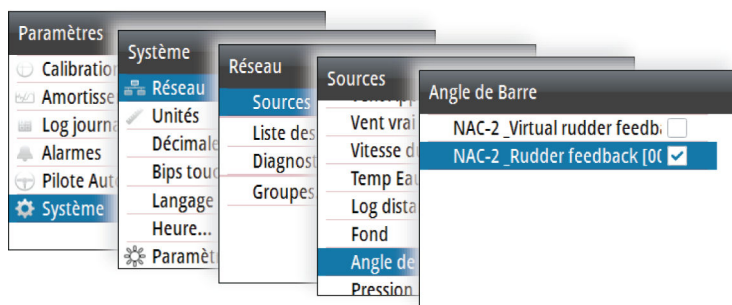 Paramètres
Calibration
Amortisse
Log journa
Alarmes
Pilote Aut
Système
Système
Réseau
Unités
Décimale
Bips touc
Langage
Heure...
Paramèt
Réseau
Sources
Liste des
Diagnost
Groupes
Sources
Vent vrai
Vitesse d
Temp Eau
Log dista
Fond
Angle de
Pression
Angle de Barre
NAC-2 _Virtual rudder feedb
NAC-2 _Rudder feedback [00